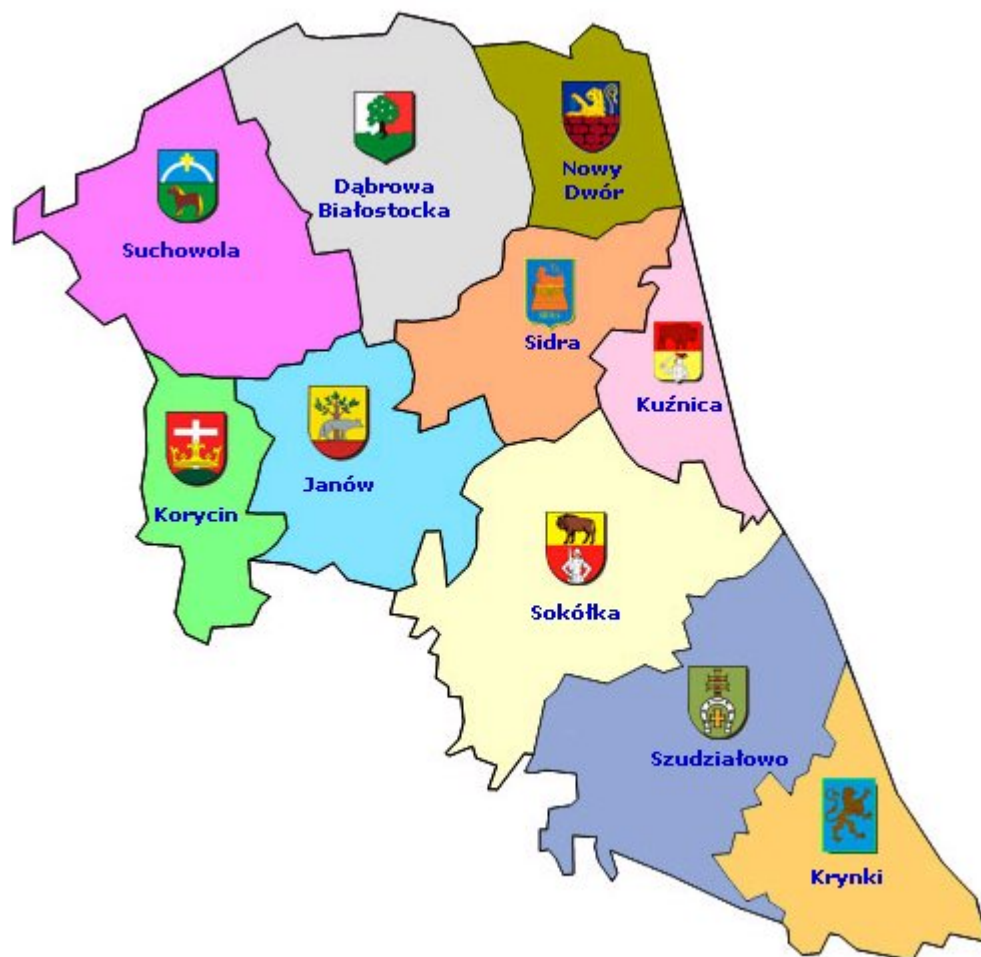 Nowy
Dwór
Dąbrowa
Białostocka
Suchowola
Sidra
Kuźnica
Janów
Korycin
Sokółka
Szudziałowo
Krynki